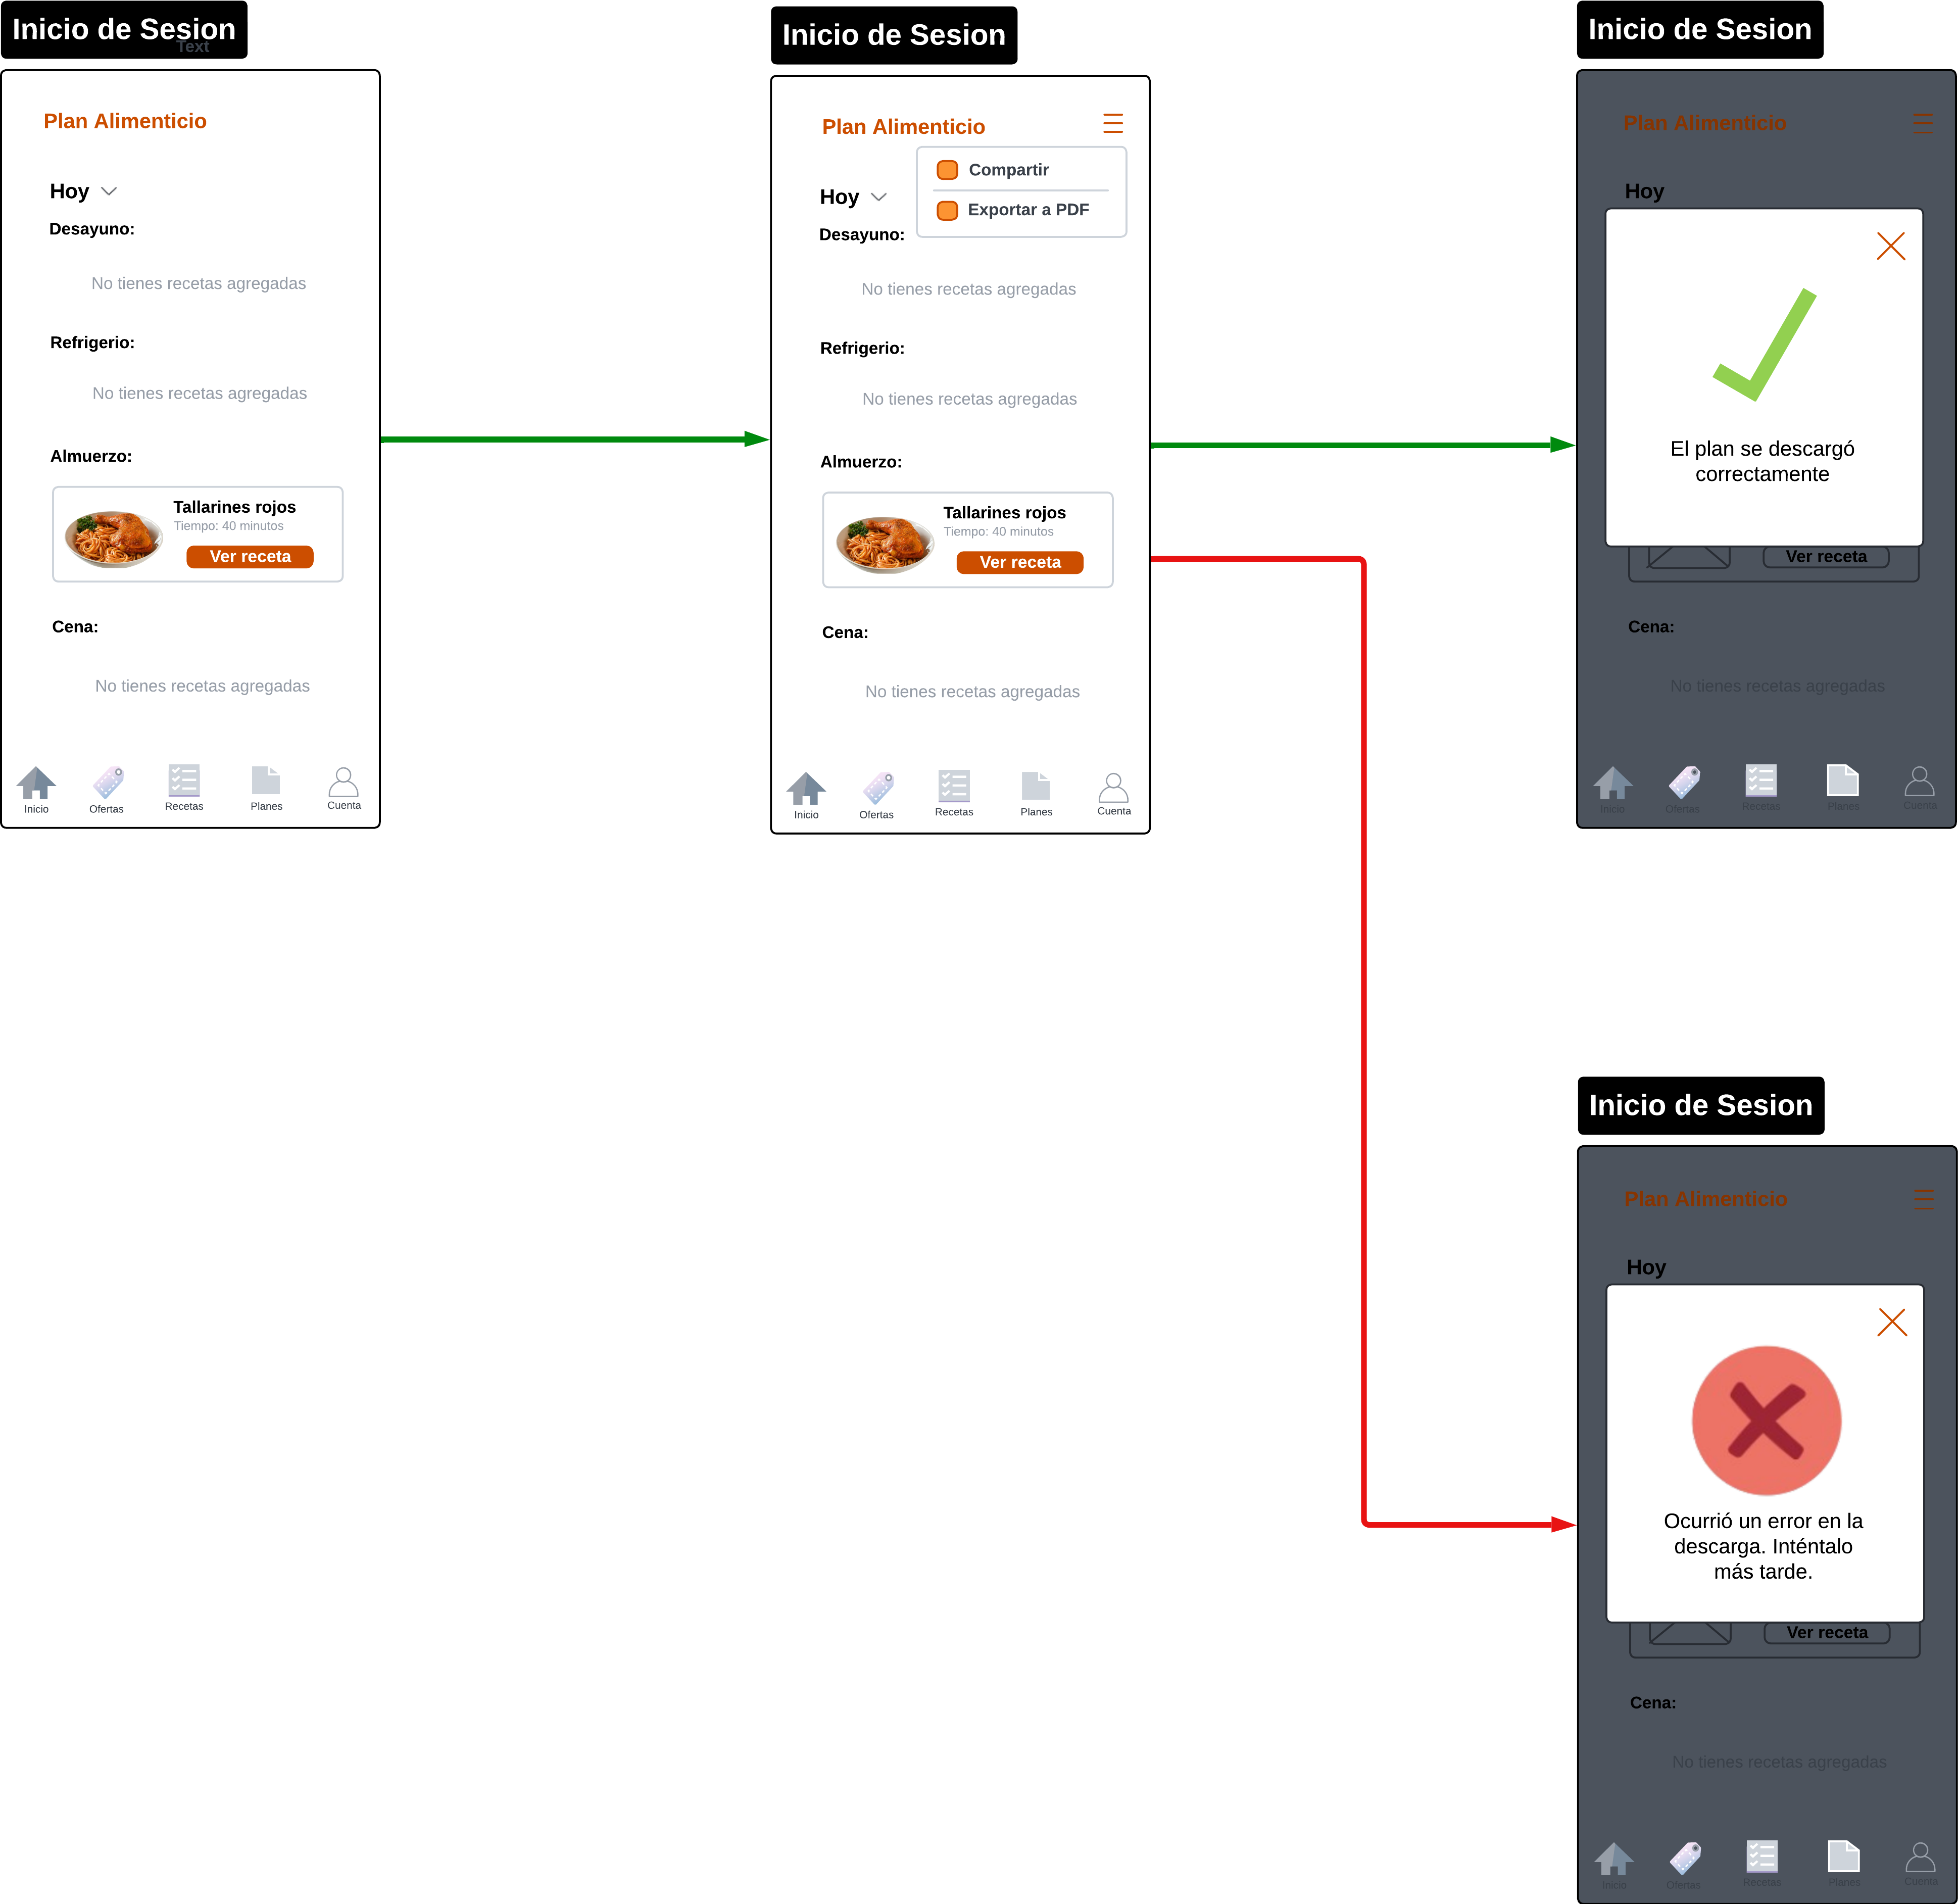 Inicio de Sesion
Text
Plan Alimenticio
Hoy
Desayuno:
No tienes recetas agregadas
Refrigerio:
No tienes recetas agregadas
Almuerzo:
Tallarines rojos
Tiempo: 40 minutos
Ver receta
Cena:
No tienes recetas agregadas
Inicio
Ofertas
Recetas
Planes
Cuenta
Inicio de Sesion
Plan Alimenticio
Compartir
Exportar a PDF
Hoy
Desayuno:
No tienes recetas agregadas
Refrigerio:
No tienes recetas agregadas
Almuerzo:
Tallarines rojos
Tiempo: 40 minutos
Ver receta
Cena:
No tienes recetas agregadas
Inicio
Ofertas
Recetas
Planes
Cuenta
Inicio de Sesion
Plan Alimenticio
Hoy
El plan se descargó
correctamente
Ver receta
Cena:
No tienes recetas agregadas
Inicio
Ofertas
Recetas
Planes
Cuenta
Inicio de Sesion
Plan Alimenticio
Hoy
Ocurrió un error en la
descarga. Inténtalo
más tarde.
Ver receta
Cena:
No tienes recetas agregadas
Inicio
Ofertas
Recetas
Planes
Cuenta